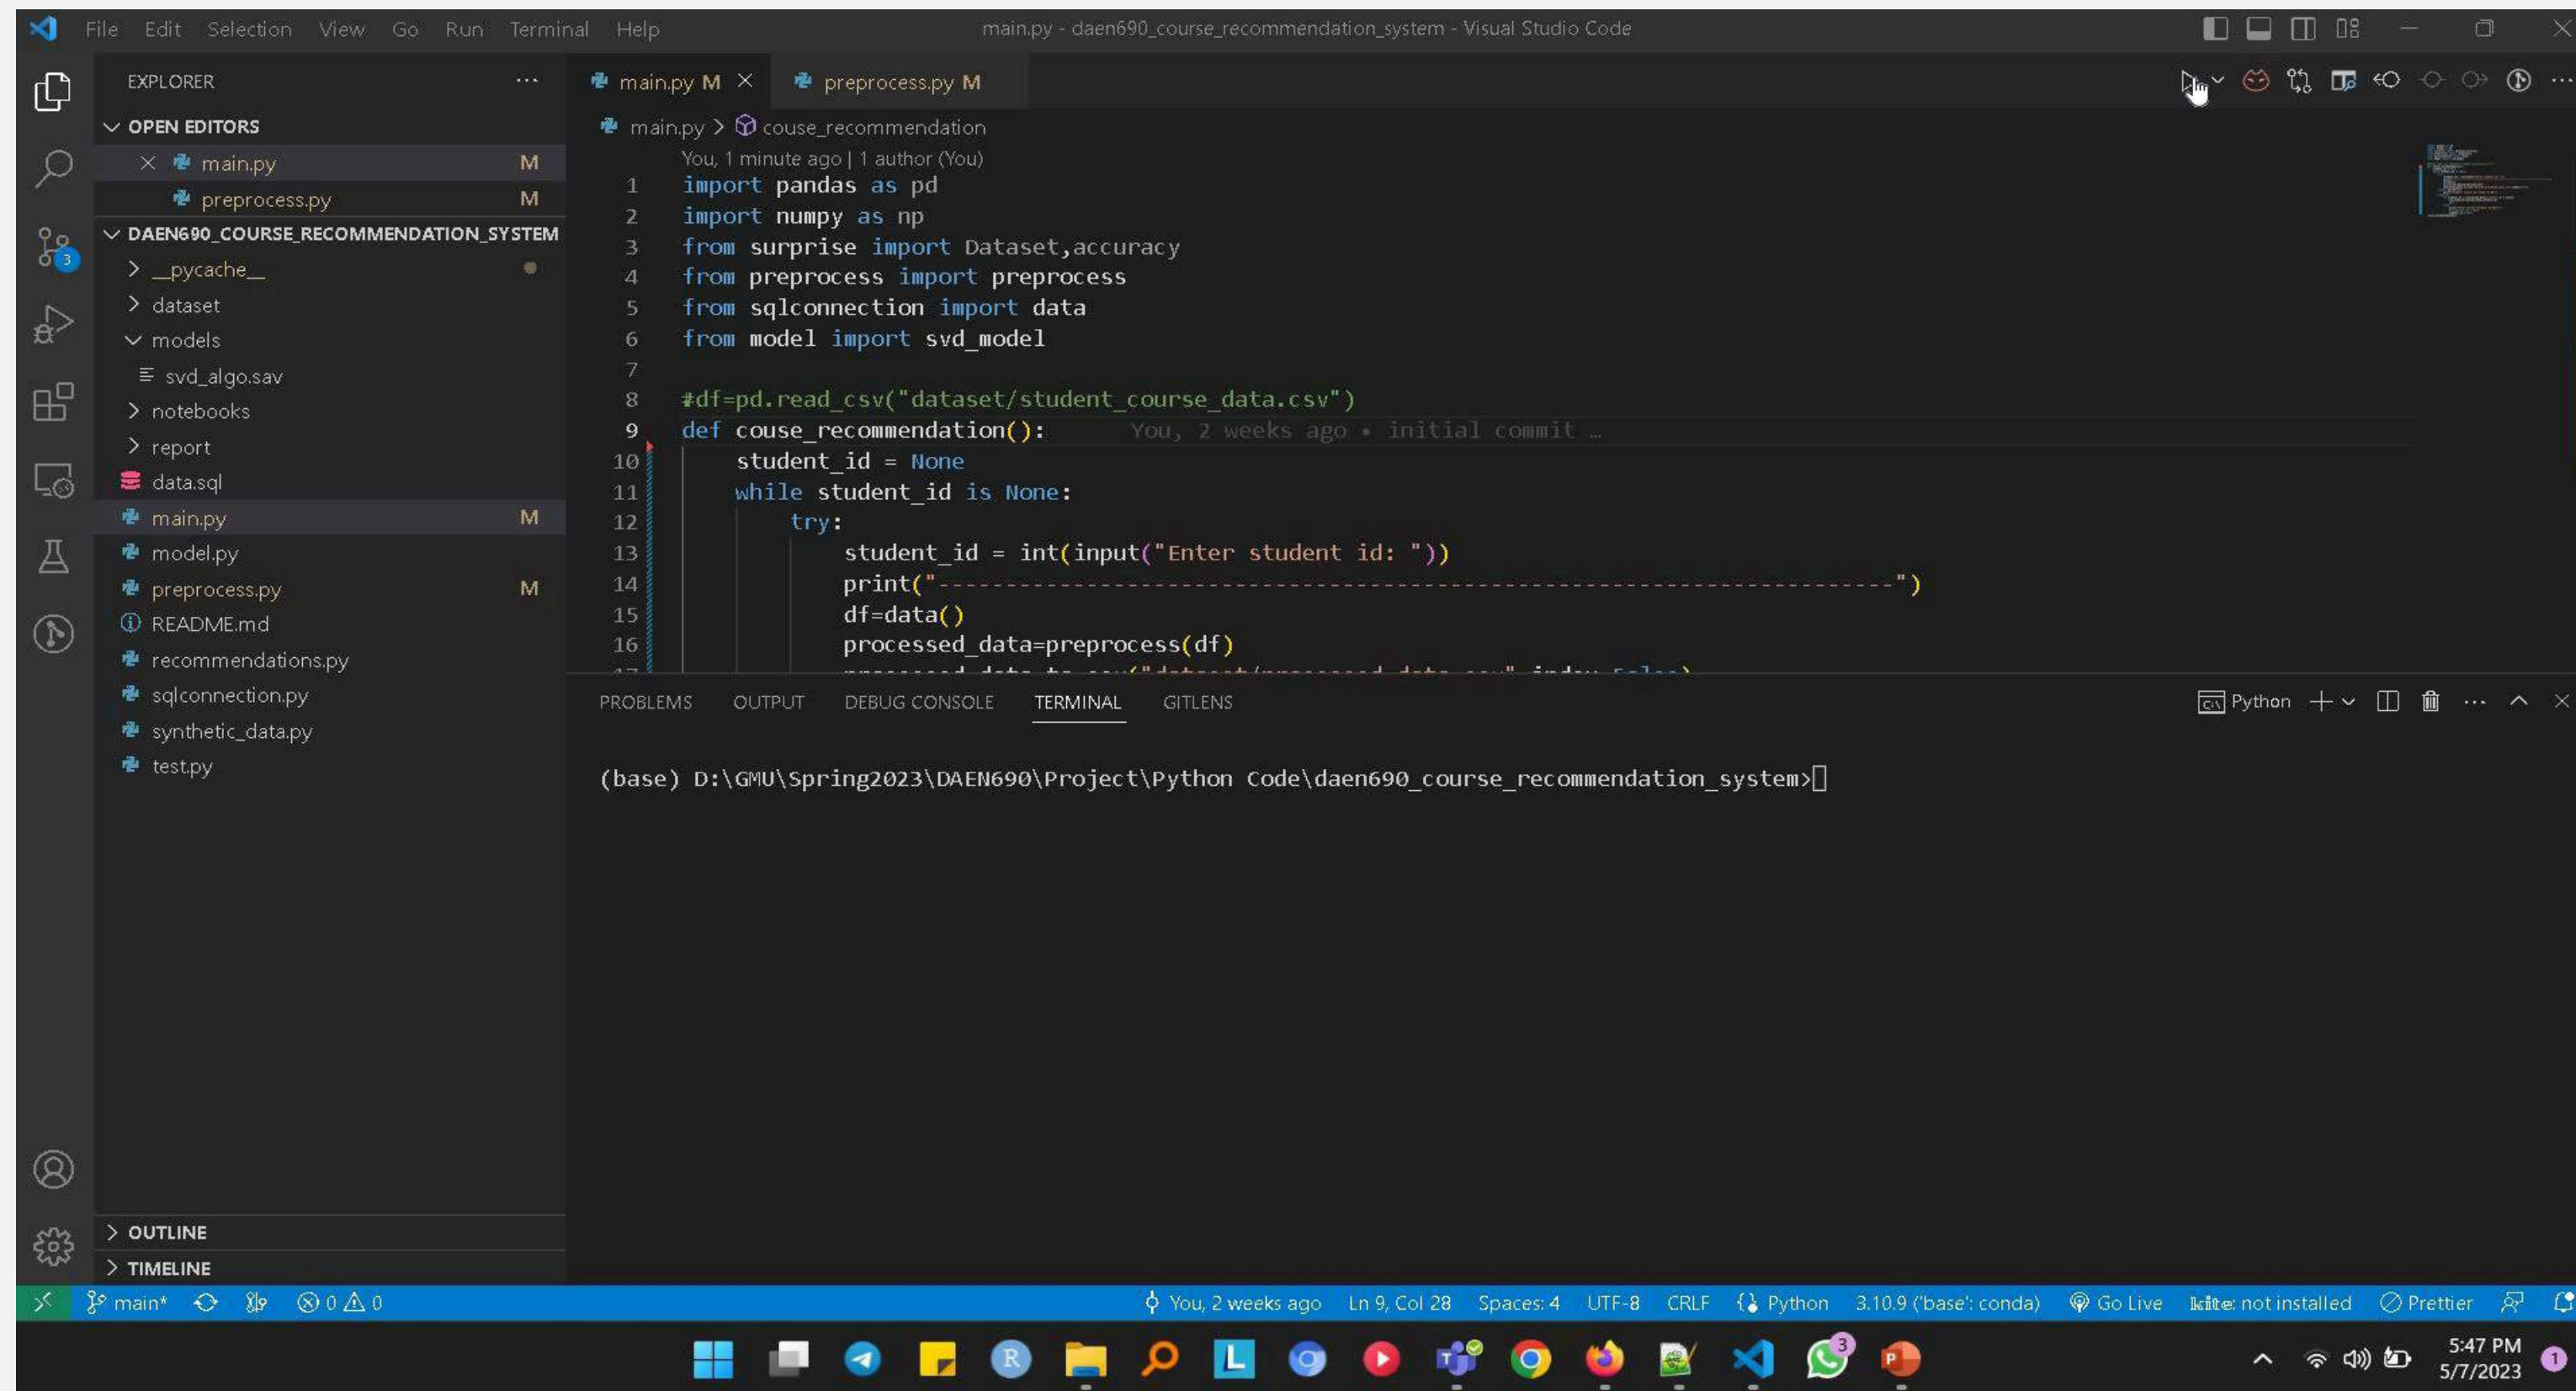 File Edit Selection View Go Run Terminal Help
main.py - daen690_course_recommendation_system - Visual Studio Code
EXPLORER
OPEN EDITORS
main.py M
preprocess.py M
DAEN690_COURSE_RECOMMENDATION_SYSTEM
__pycache__
dataset
models
svd_algo.sav
notebooks
report
data.sql
main.py M
model.py
preprocess.py M
README.md
recommendations.py
sqlconnection.py
synthetic_data.py
test.py
OUTLINE
TIMELINE
3
main.py M preprocess.py M
main.py > couse_recommendation
You, 1 minute ago | 1 author (You)
1 import pandas as pd
2 import numpy as np
3 from surprise import Dataset,accuracy
4 from preprocess import preprocess
5 from sqlconnection import data
6 from model import svd_model
7
8 #df=pd.read_csv("dataset/student_course_data.csv")
9 def couse_recommendation(): You, 2 weeks ago • initial commit …
10 student_id = None
11 while student_id is None:
12 try:
13 student_id = int(input("Enter student id: "))
14 print("-----------------------------------------------------------------------")
15 df=data()
16 processed_data=preprocess(df)
PROBLEMS OUTPUT DEBUG CONSOLE TERMINAL GITLENS
Python
(base) D:\GMU\Spring2023\DAEN690\Project\Python Code\daen690_course_recommendation_system>
main* 0 0
You, 2 weeks ago Ln 9, Col 28 Spaces: 4 UTF-8 CRLF Python 3.10.9 ('base': conda) Go Live kite: not installed Prettier
R L T P 3
5:47 PM
5/7/2023
1